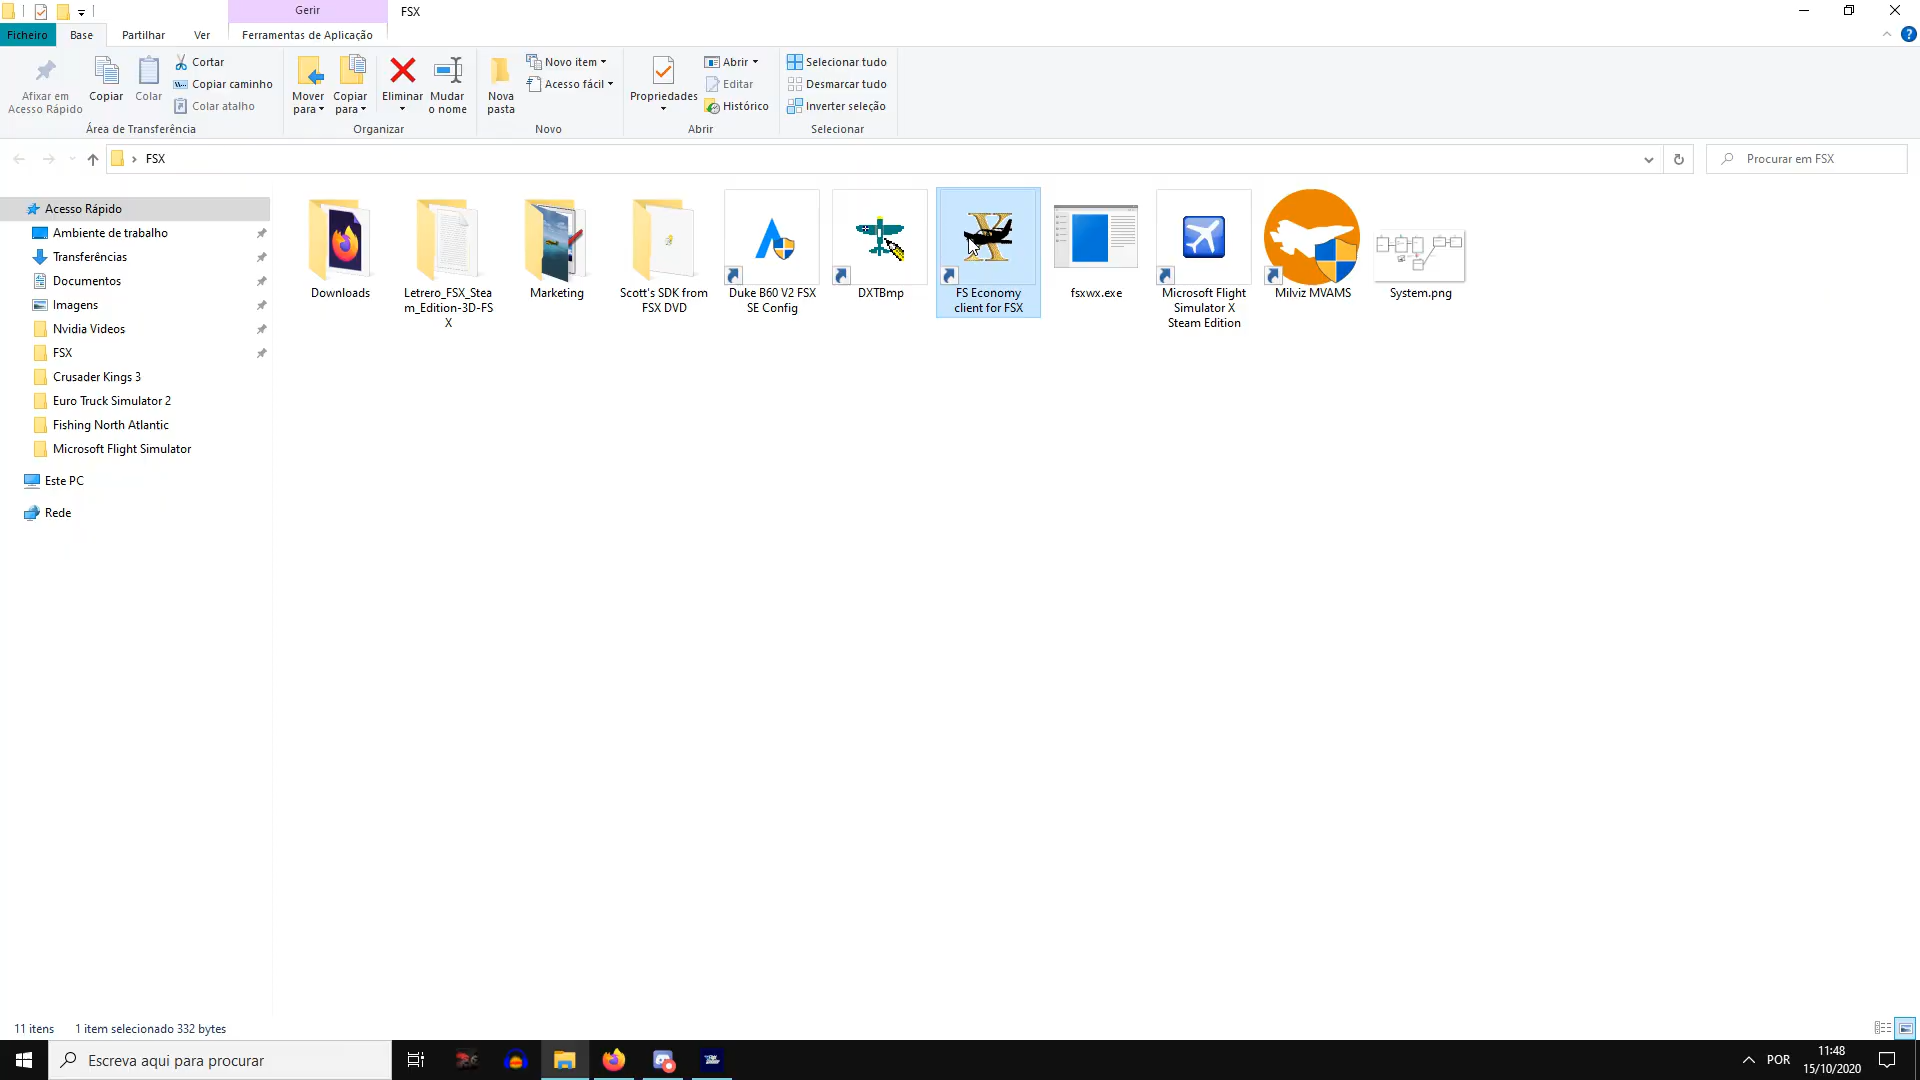 Gerir
FSX
Ficheiro
Base
Partilhar
Ver
Ferramentas de Aplicação
Afixar em
Acesso Rápido
Copiar
Colar
Cortar
Copiar caminho
Colar atalho
Área de Transferência
Mover
para
Copiar
para
Eliminar
Mudar
o nome
Organizar
Nova
pasta
Novo item
Acesso fácil
Novo
Propriedades
Abrir
Editar
Histórico
Abrir
Selecionar tudo
Desmarcar tudo
Inverter seleção
Selecionar
FSX
Procurar em FSX
Acesso Rápido
Ambiente de trabalho
Transferências
Documentos
Imagens
Nvidia Videos
FSX
Crusader Kings 3
Euro Truck Simulator 2
Fishing North Atlantic
Microsoft Flight Simulator
Este PC
Rede
Downloads
Letrero_FSX_Stea
m_Edition-3D-FS
X
Marketing
Scott's SDK from
FSX DVD
Duke B60 V2 FSX
SE Config
DXTBmp
FS Economy
client for FSX
fsxwx.exe
Microsoft Flight
Simulator X
Steam Edition
Milviz MVAMS
System.png
11 itens
1 item selecionado 332 bytes
Escreva aqui para procurar
POR
11:48
15/10/2020